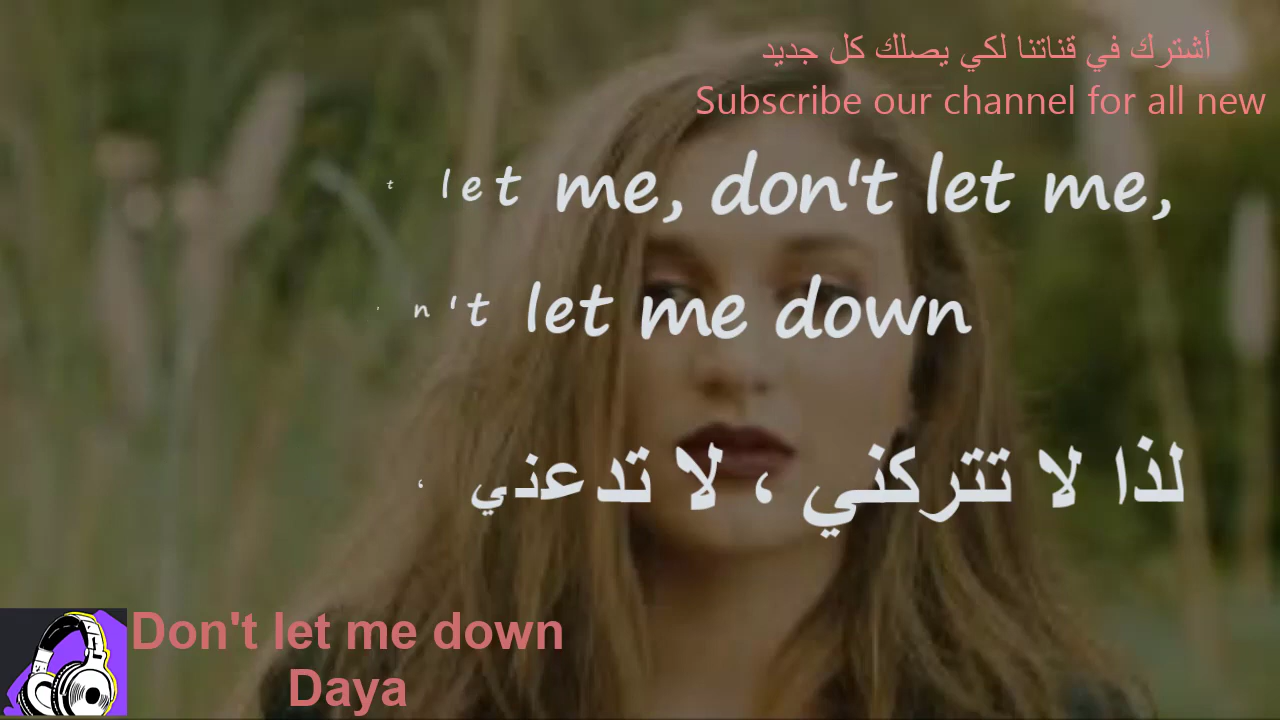 أشترك في قناتنا لكي يصلك كل جديد
Subscribe our channel for all new
t let me, don't let me,
n't let me down
لذا لا تتركني ، لا تدعني ،
Don't let me down
Daya